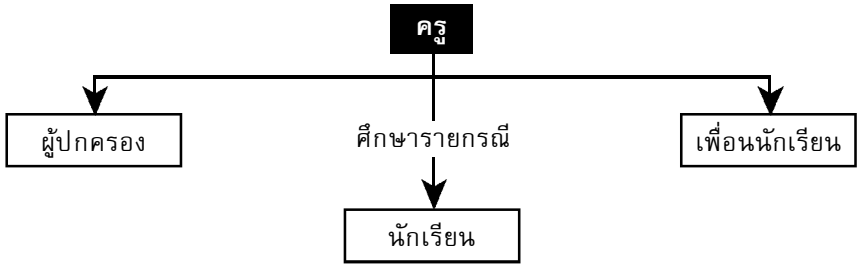 ครู
ผู้ปกครอง
ศึกษารายกรณี
เพื่อนนักเรียน
นักเรียน